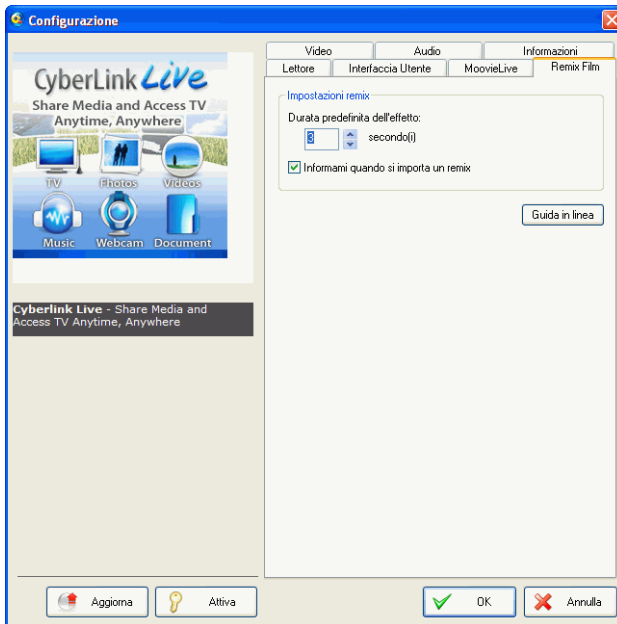 Configurazione
CyberLink Live
Share Media and Access TV
Anytime, Anywhere
TV Photos Videos
Music Webcam Document
Cyberlink Live - Share Media and
Access TV Anytime, Anywhere
Video Audio Informazioni
Lettore Interfaccia Utente MoovieLive Remix Film
Impostazioni remix
Durata predefinita dell'effetto:
3 secondo(i)
Informami quando si importa un remix
Guida in linea
Aggiorna Attiva OK Annulla